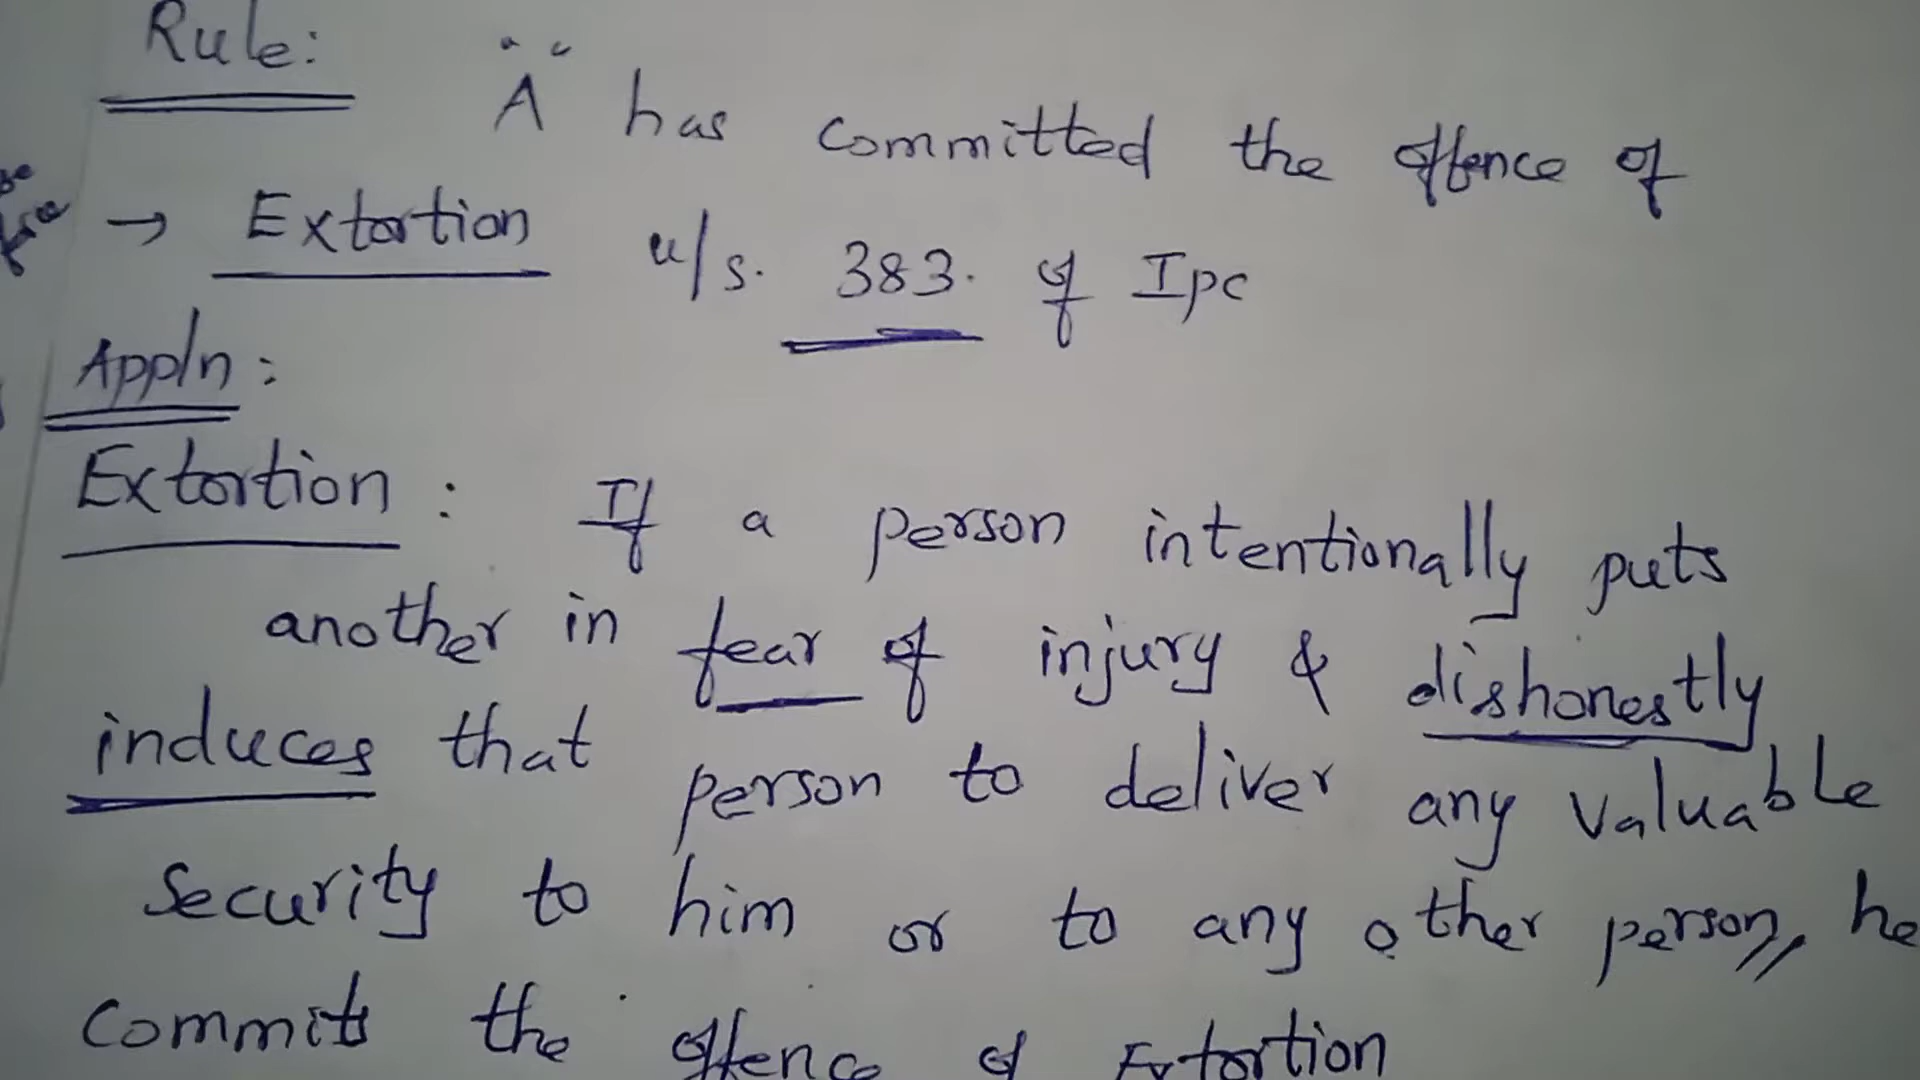 Rule: "A" has committed the offence of
→ Extortion u/s. 383. of Ipc
Appln:
Extortion: If a person intentionally puts
another in fear of injury & dishonestly
induces that person to deliver any valuable
Security to him or to any other person, he
commits the offence of Extortion